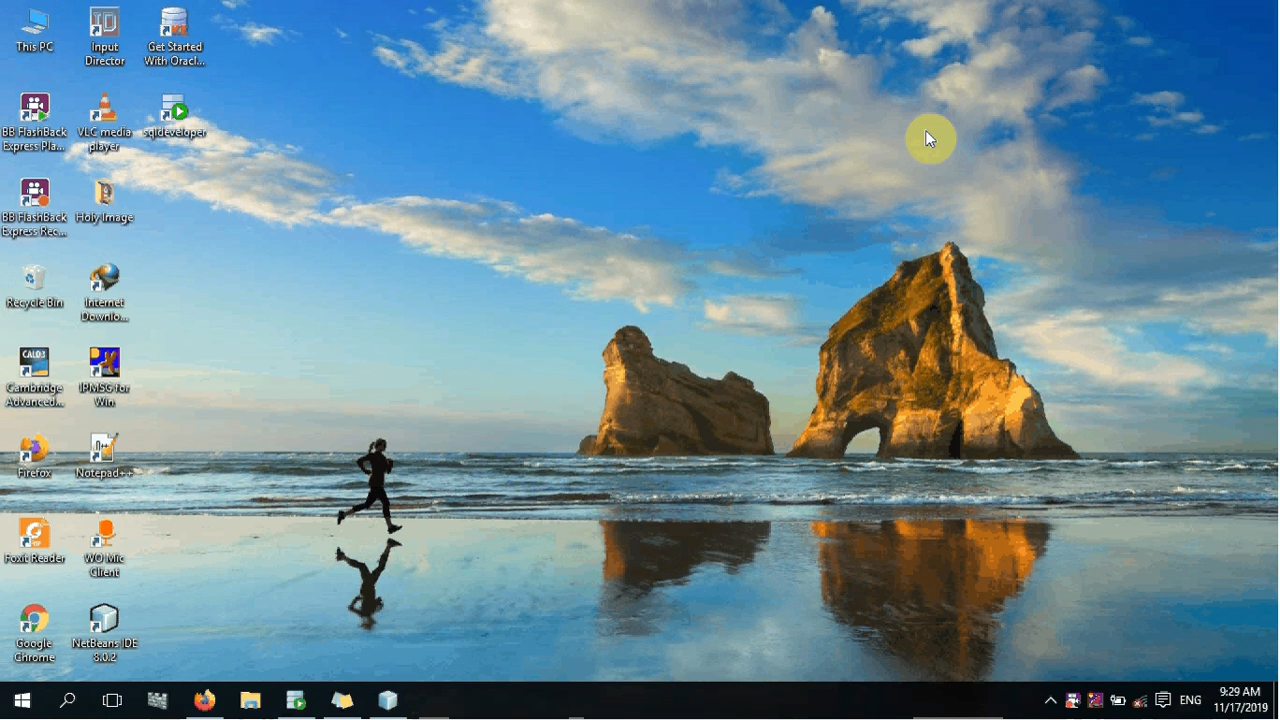 This PC
Input
Director
Get Started
With Oracl...
BB FlashBack
Express Pla...
VLC media
player
sqldeveloper
BB FlashBack
Express Rec...
Holy Image
Recycle Bin
Internet
Downlo...
CALD3
Cambridge
Advanced...
IPMSG for
Win
Firefox
Notepad++
Foxit Reader
WO Mic
Client
Google
Chrome
NetBeans IDE
8.0.2
ENG
9:29 AM
11/17/2019